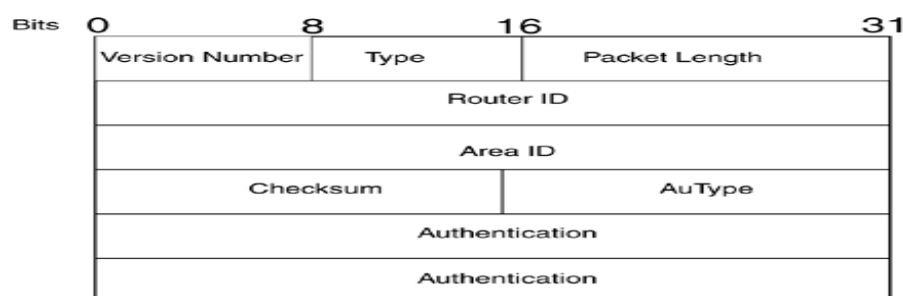 Bits 0 8 16 31
Version Number Type Packet Length
Router ID
Area ID
Checksum AuType
Authentication
Authentication